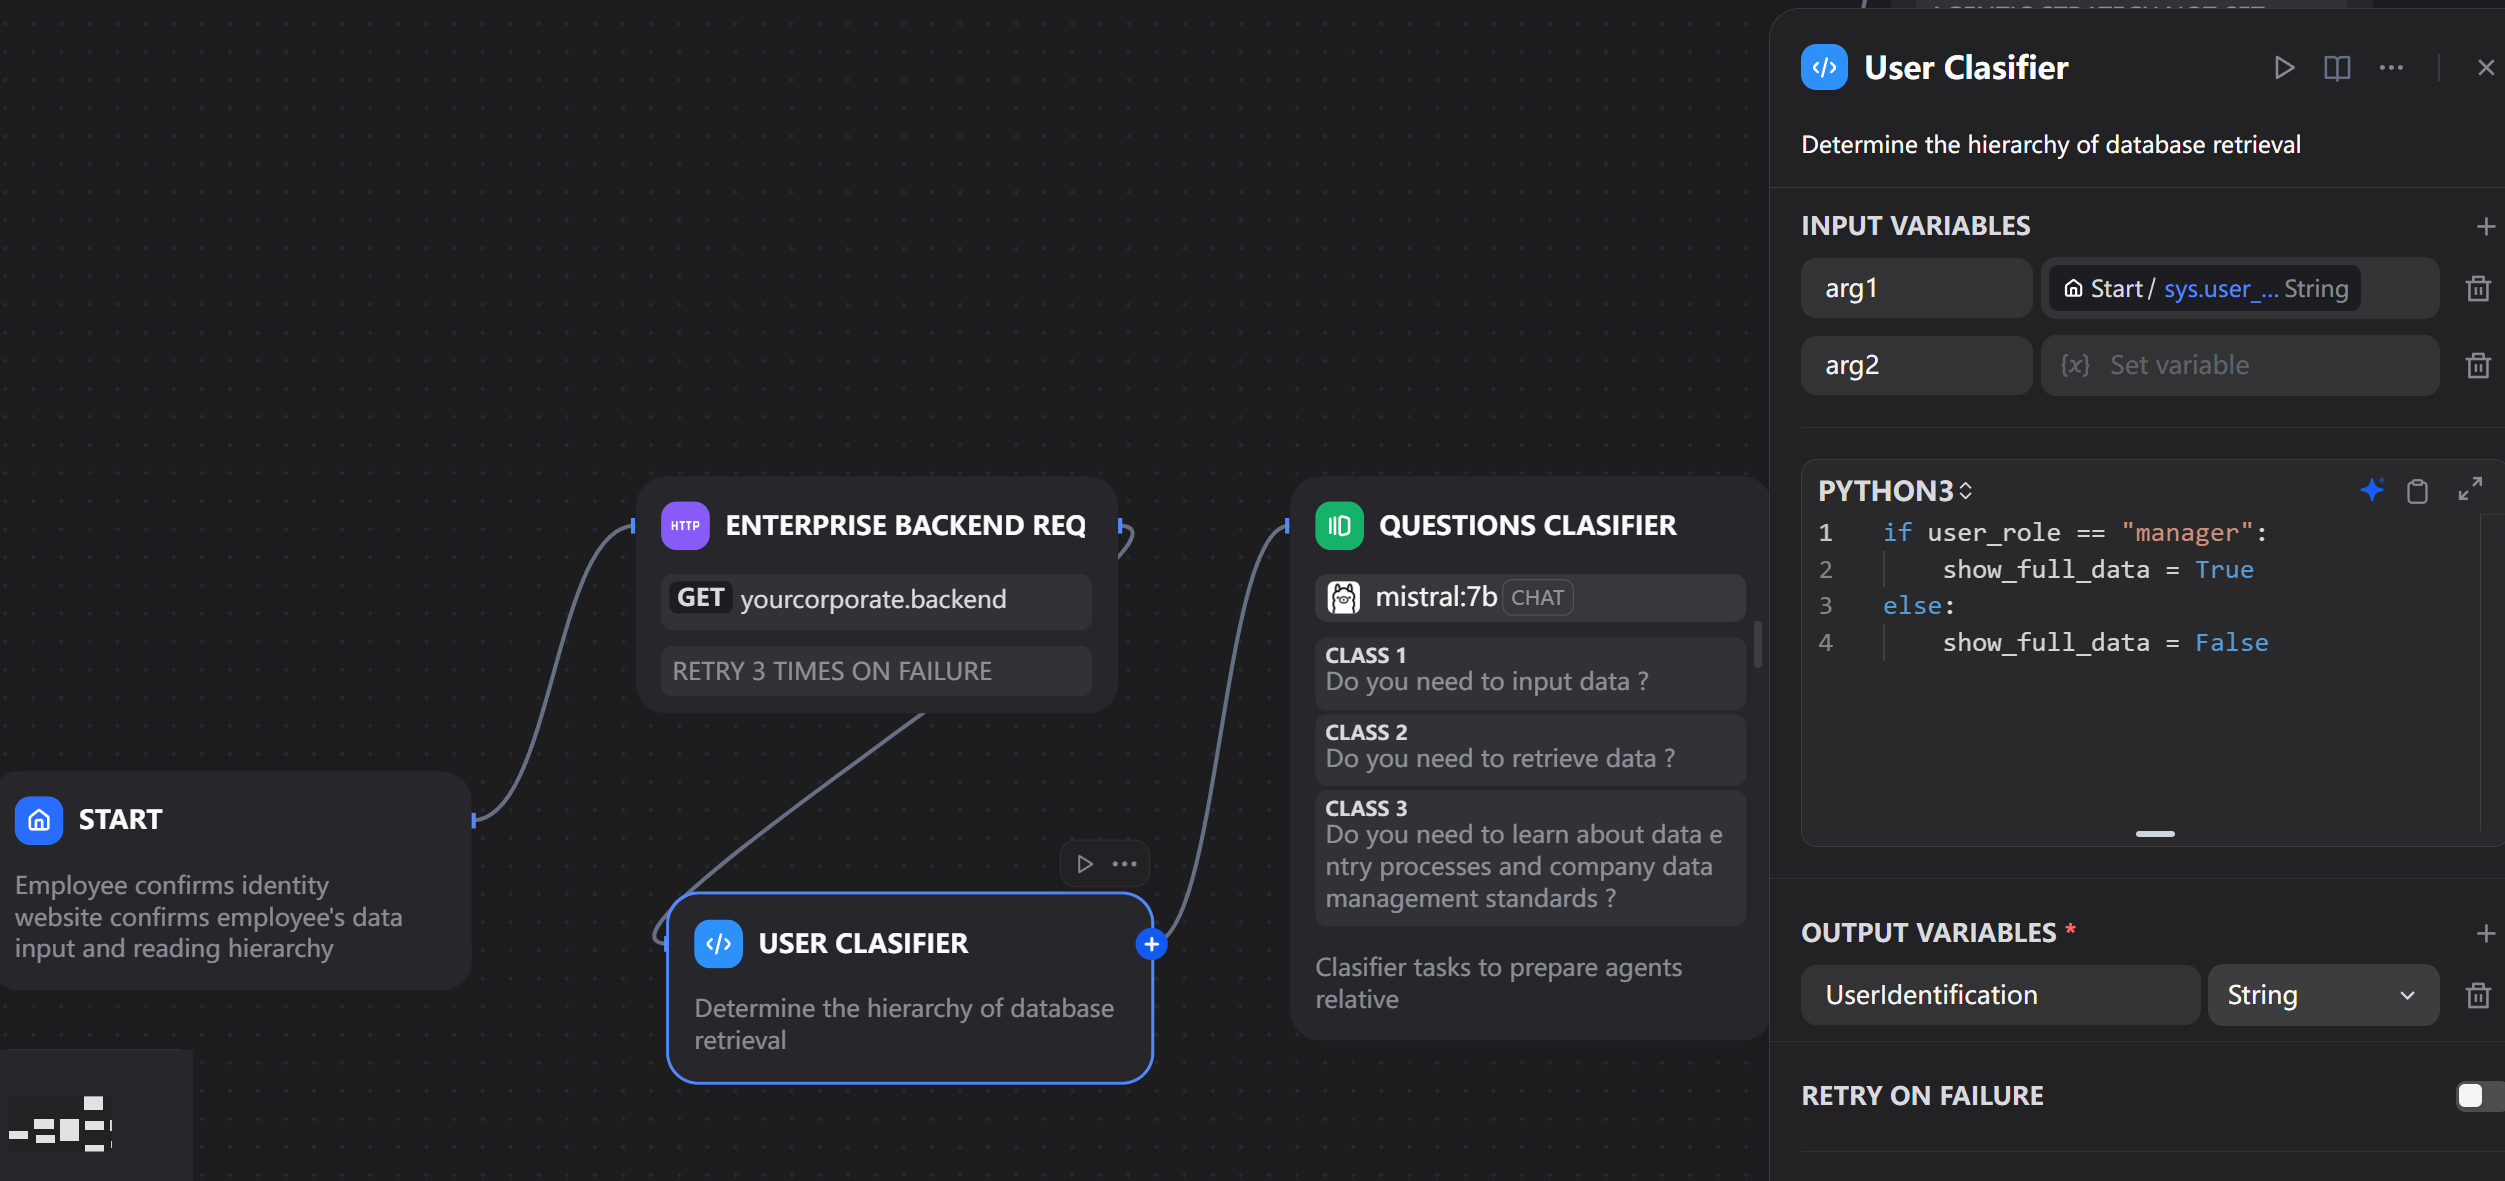 START
Employee confirms identity
website confirms employee's data
input and reading hierarchy
HTTP
ENTERPRISE BACKEND REQ
GET yourcorporate.backend
RETRY 3 TIMES ON FAILURE
USER CLASIFIER
Determine the hierarchy of database
retrieval
QUESTIONS CLASIFIER
mistral:7b CHAT
CLASS 1
Do you need to input data ?
CLASS 2
Do you need to retrieve data ?
CLASS 3
Do you need to learn about data e
ntry processes and company data
management standards ?
Clasifier tasks to prepare agents
relative
User Clasifier
Determine the hierarchy of database retrieval
INPUT VARIABLES
arg1
Start / sys.user_... String
arg2
{x} Set variable
PYTHON3
1 if user_role == "manager":
2 show_full_data = True
3 else:
4 show_full_data = False
OUTPUT VARIABLES *
UserIdentification
String
RETRY ON FAILURE